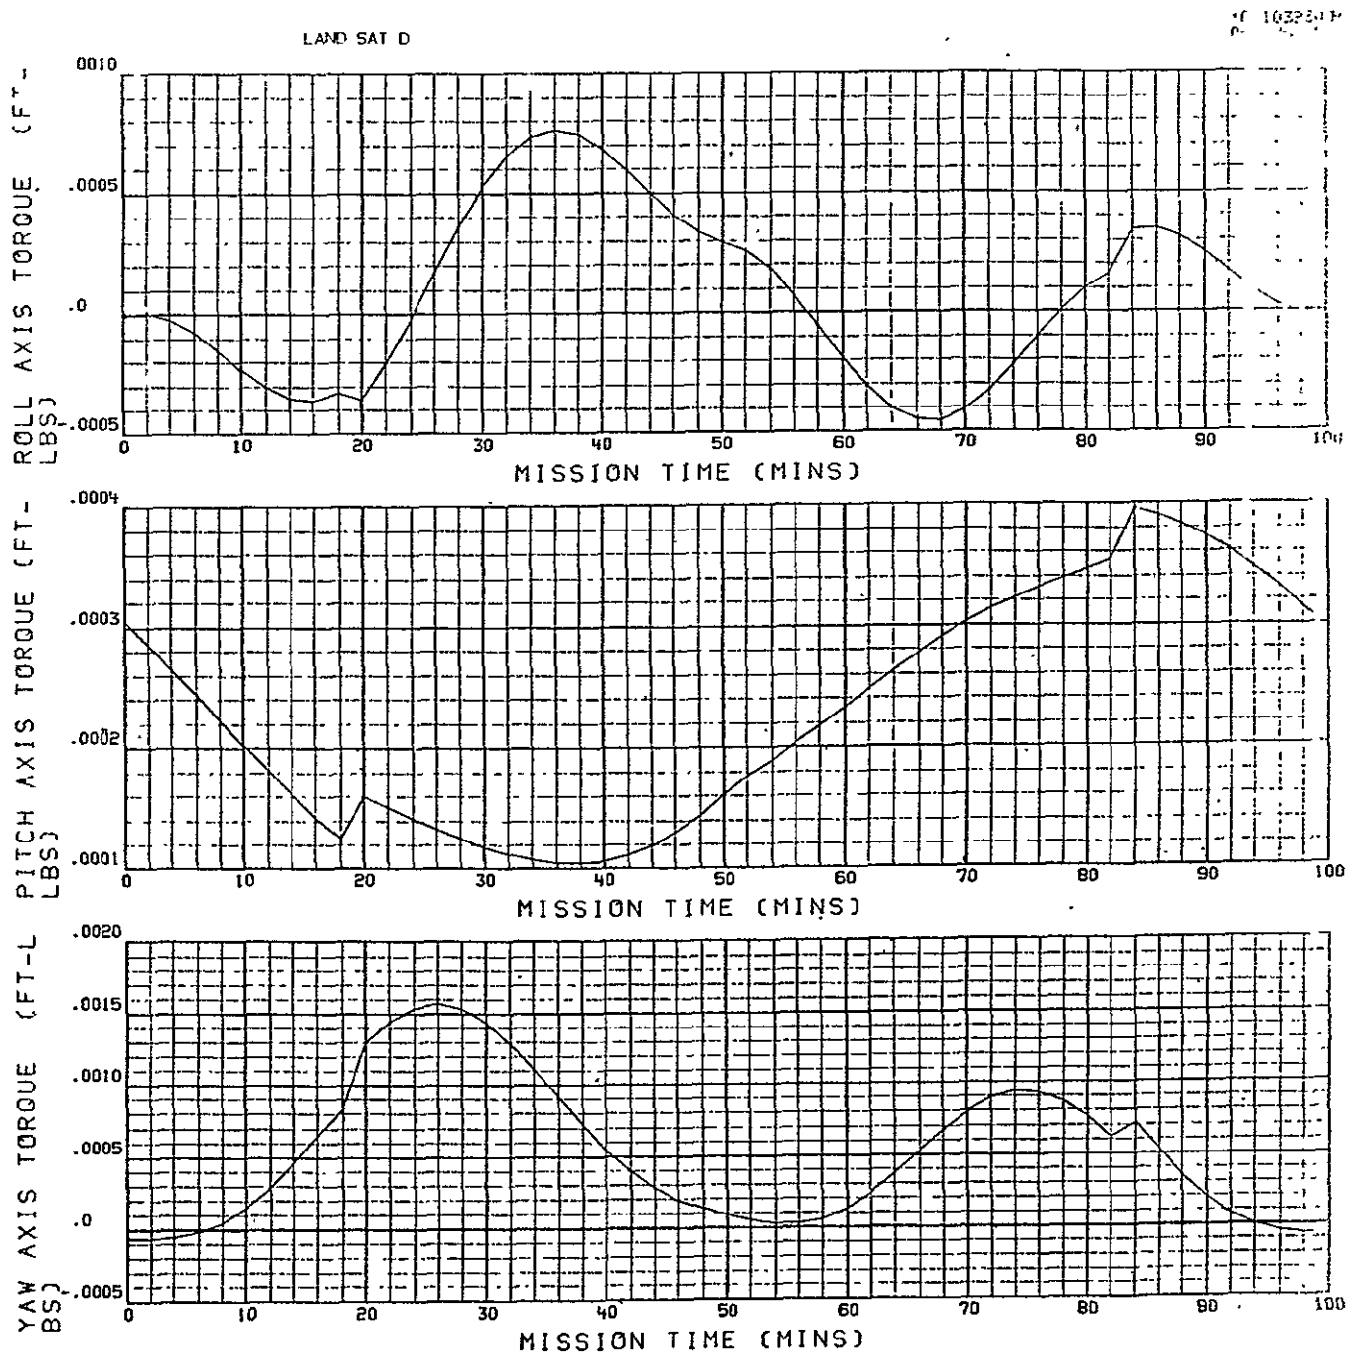 LAND SAT D
ROLL AXIS TORQUE (FT-
LBS)
0010
.0005
.0
.0005
0 10 20 30 40 50 60 70 80 90 100
MISSION TIME (MINS)
PITCH AXIS TORQUE (FT-
LBS)
.0004
.0003
.0002
.0001
0 10 20 30 40 50 60 70 80 90 100
MISSION TIME (MINS)
YAW AXIS TORQUE (FT-L
BS)
.0020
.0015
.0010
.0005
.0
.0005
0 10 20 30 40 50 60 70 80 90 100
MISSION TIME (MINS)